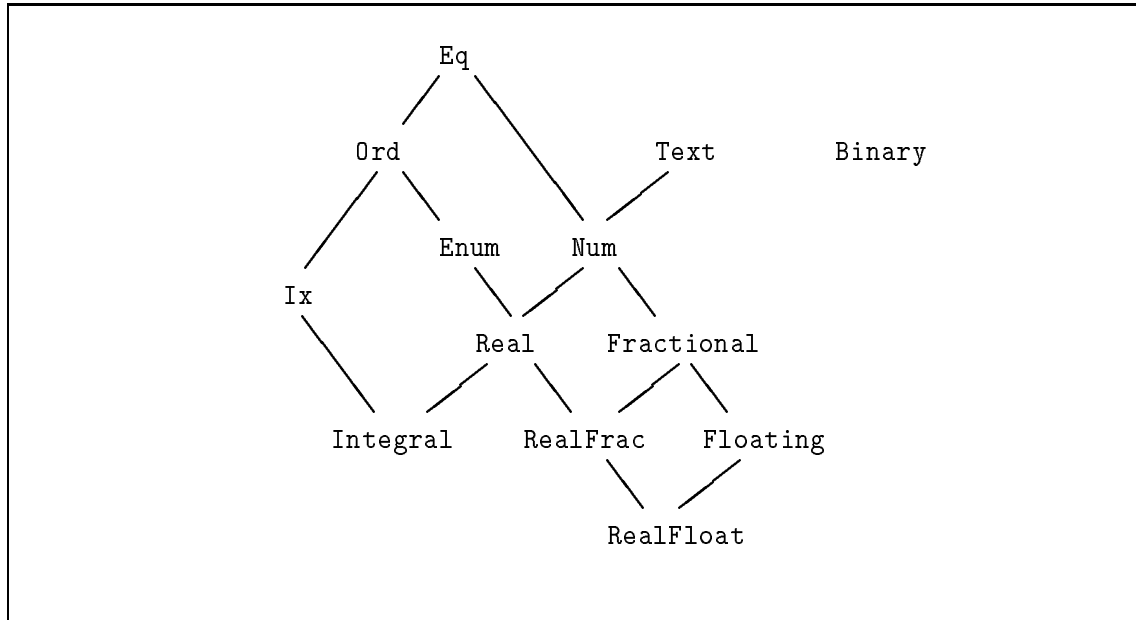 Eq
Ord Text Binary
Enum Num
Ix
Real Fractional
Integral RealFrac Floating
RealFloat